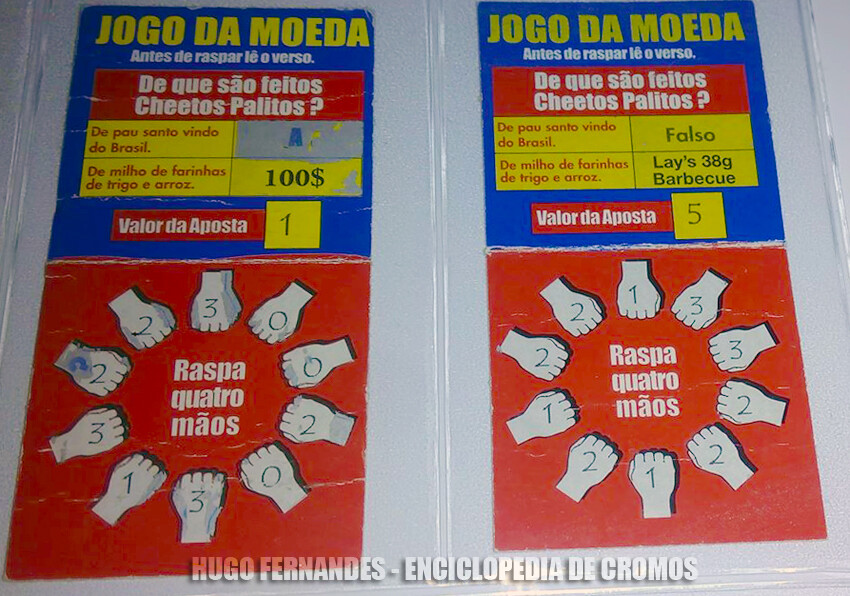 JOGO DA MOEDA
Antes de raspar lê o verso.
De que são feitos
Cheetos Palitos ?
De pau santo vindo
do Brasil.
A
De milho de farinhas
de trigo e arroz.
100$
Valor da Aposta
1
3
0
0
2
0
3
1
3
2
2
Raspa
quatro
mãos
JOGO DA MOEDA
Antes de raspar lê o verso.
De que são feitos
Cheetos Palitos ?
De pau santo vindo
do Brasil.
Falso
De milho de farinhas
de trigo e arroz.
Lay's 38g
Barbecue
Valor da Aposta
5
1
3
3
2
2
1
2
1
2
2
Raspa
quatro
mãos
HUGO FERNANDES - ENCICLOPEDIA DE CROMOS